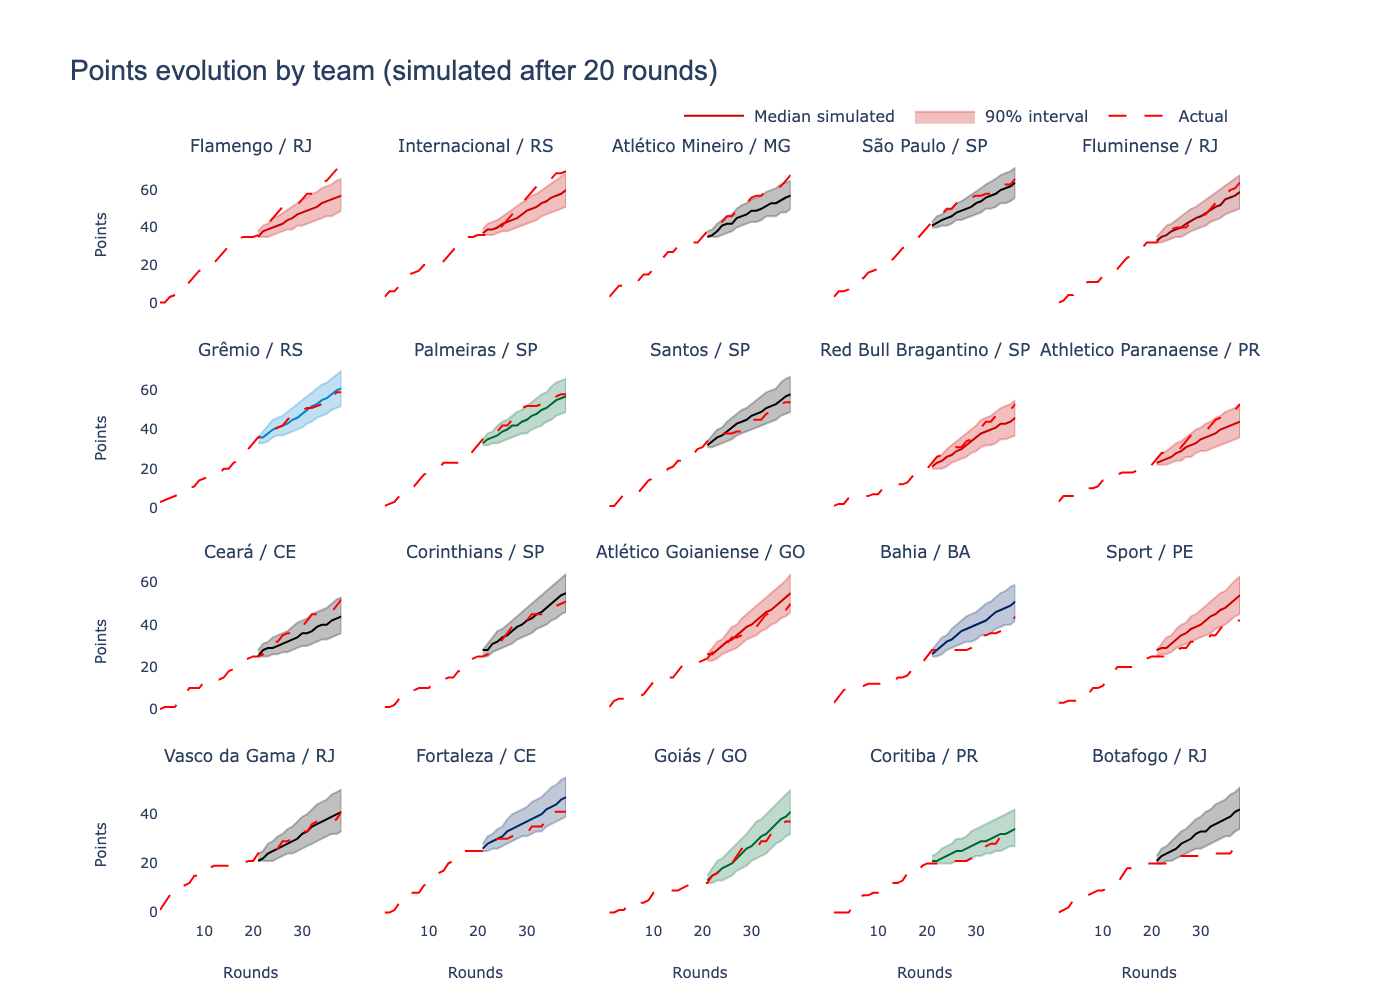 Points evolution by team (simulated after 20 rounds)
Median simulated 90% interval Actual
Flamengo / RJ Internacional / RS Atlético Mineiro / MG São Paulo / SP Fluminense / RJ
60
40
20
0
Points
Grêmio / RS Palmeiras / SP Santos / SP Red Bull Bragantino / SP Athletico Paranaense / PR
60
40
20
0
Points
Ceará / CE Corinthians / SP Atlético Goianiense / GO Bahia / BA Sport / PE
60
40
20
0
Points
Vasco da Gama / RJ Fortaleza / CE Goiás / GO Coritiba / PR Botafogo / RJ
40
20
0
Points
10 20 30 10 20 30 10 20 30 10 20 30 10 20 30
Rounds Rounds Rounds Rounds Rounds